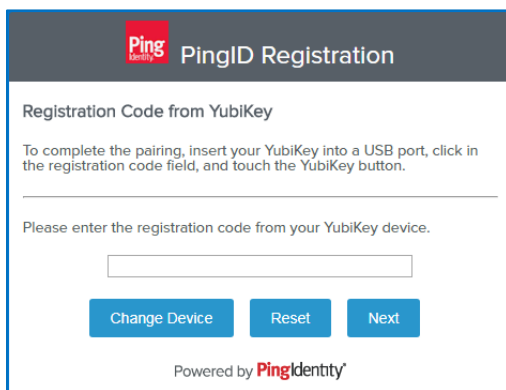 Ping
Identity.
PingID Registration
Registration Code from YubiKey
To complete the pairing, insert your YubiKey into a USB port, click in
the registration code field, and touch the YubiKey button.
Please enter the registration code from your YubiKey device.
Change Device Reset Next
Powered by PingIdentity